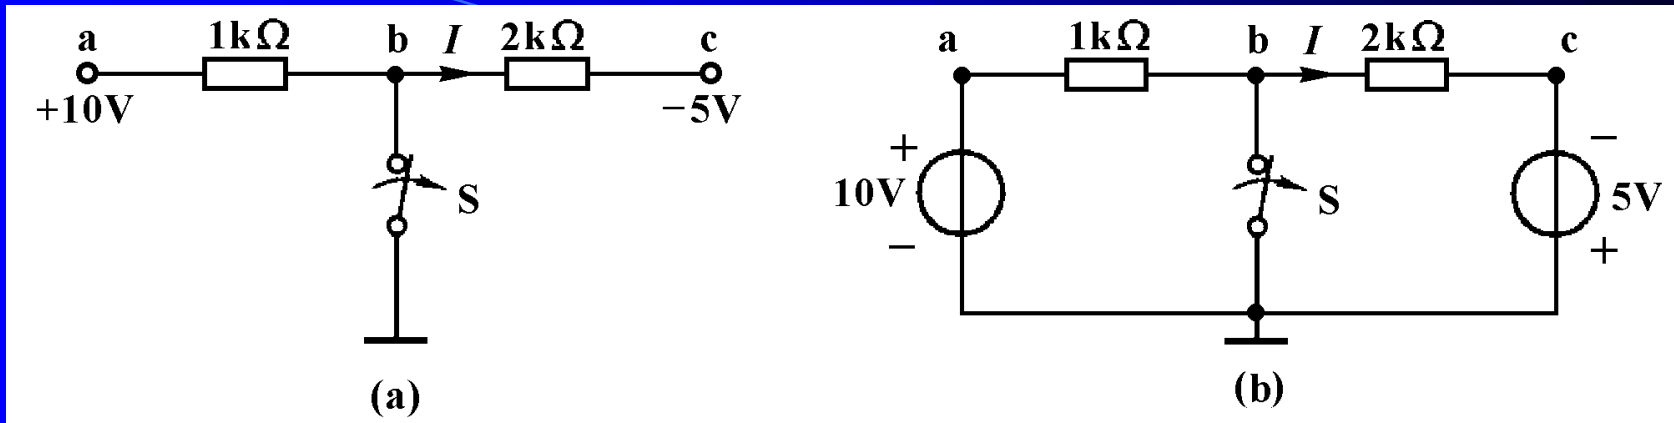 a 1kΩ b I 2kΩ c
+10V −5V
S
(a)
a 1kΩ b I 2kΩ c
+ −
10V 5V
S
− +
(b)